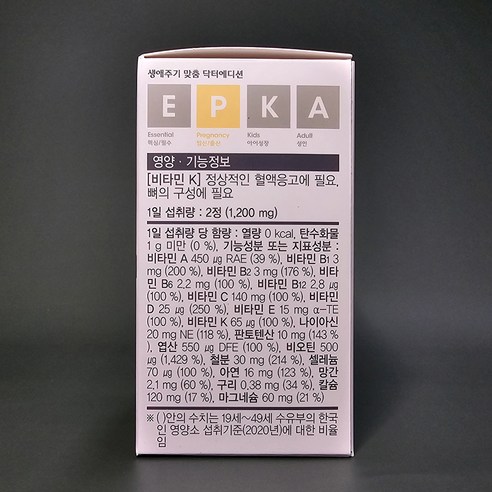 생애주기 맞춤 닥터에디션
E P K A
Essential Pregnancy Kids Adult
핵심/필수 임신/출산 아이성장 성인
영양 · 기능정보
[비타민 K] 정상적인 혈액응고에 필요,
뼈의 구성에 필요
1일 섭취량 : 2정 (1,200 mg)
1일 섭취량 당 함량 : 열량 0 kcal, 탄수화물
1 g 미만 (0 %), 기능성분 또는 지표성분 :
비타민 A 450 μg RAE (39 %), 비타민 B1 3
mg (200 %), 비타민 B2 3 mg (176 %), 비타
민 B6 2,2 mg (100 %), 비타민 B12 2,8 μg
(100 %), 비타민 C 140 mg (100 %), 비타민
D 25 μg (250 %), 비타민 E 15 mg α-TE
(100 %), 비타민 K 65 μg (100 %), 나이아신
20 mg NE (118 %), 판토텐산 10 mg (143 %
), 엽산 550 μg DFE (100 %), 비오틴 500
μg (1,429 %), 철분 30 mg (214 %), 셀레늄
70 μg (100 %), 아연 16 mg (123 %), 망간
2,1 mg (60 %), 구리 0,38 mg (34 %), 칼슘
120 mg (17 %), 마그네슘 60 mg (21 %)
※ ( )안의 수치는 19세~49세 수유부의 한국
인 영양소 섭취기준(2020년)에 대한 비율
임